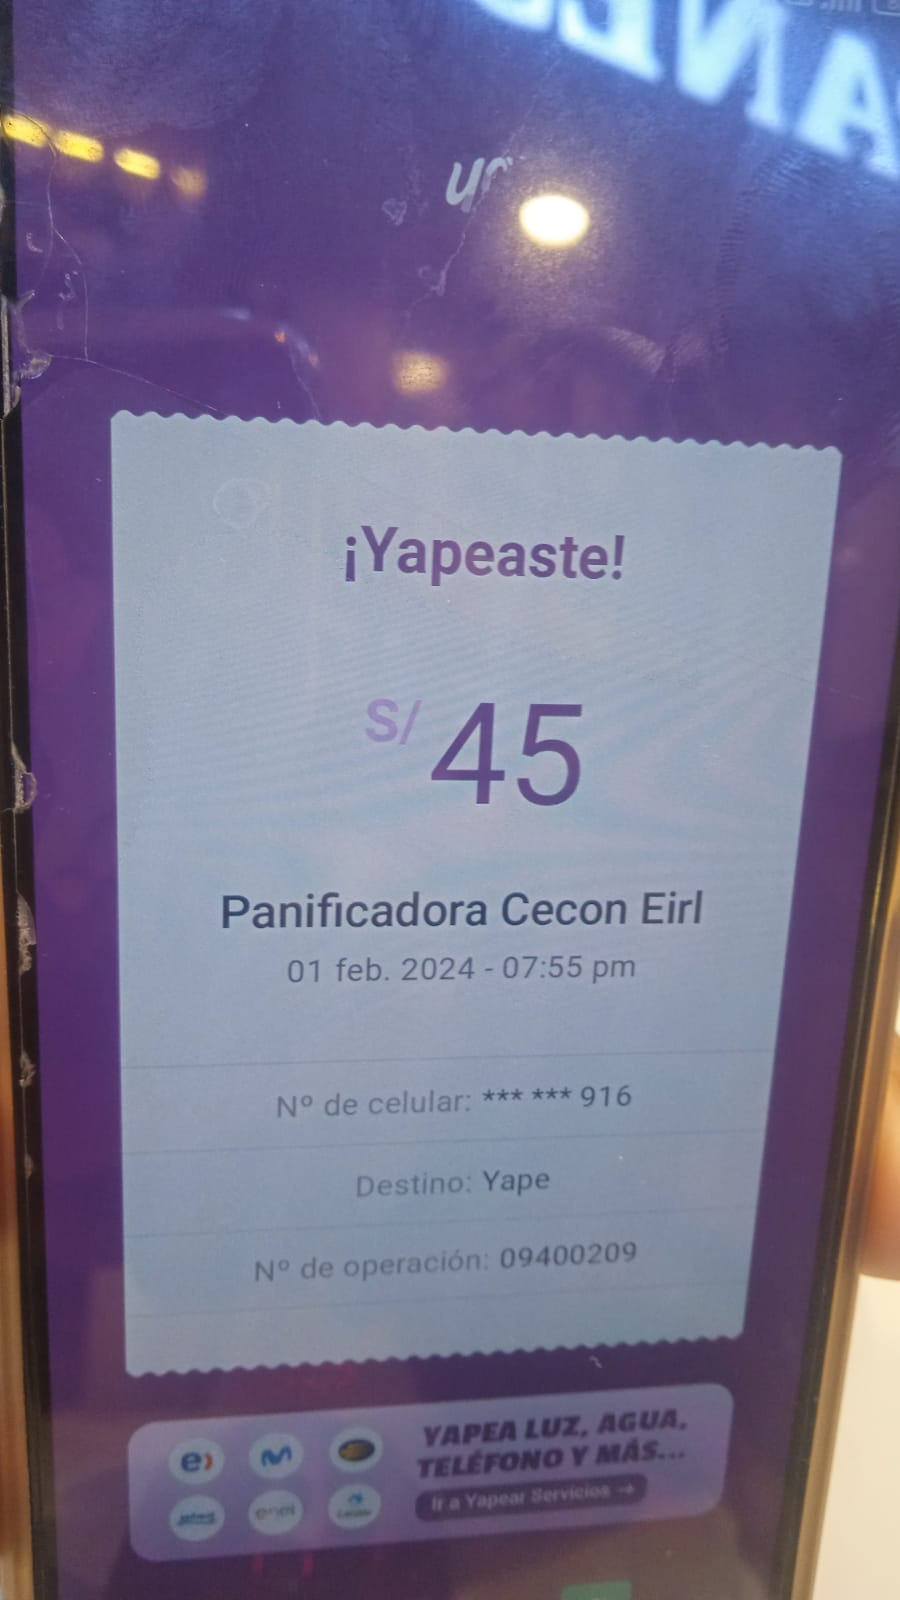 ¡Yapeaste!
S/ 45
Panificadora Cecon Eirl
01 feb. 2024 - 07:55 pm
Nº de celular: *** *** 916
Destino: Yape
Nº de operación: 09400209
YAPEA LUZ, AGUA,
TELÉFONO Y MÁS...
Ir a Yapear Servicios →
enel